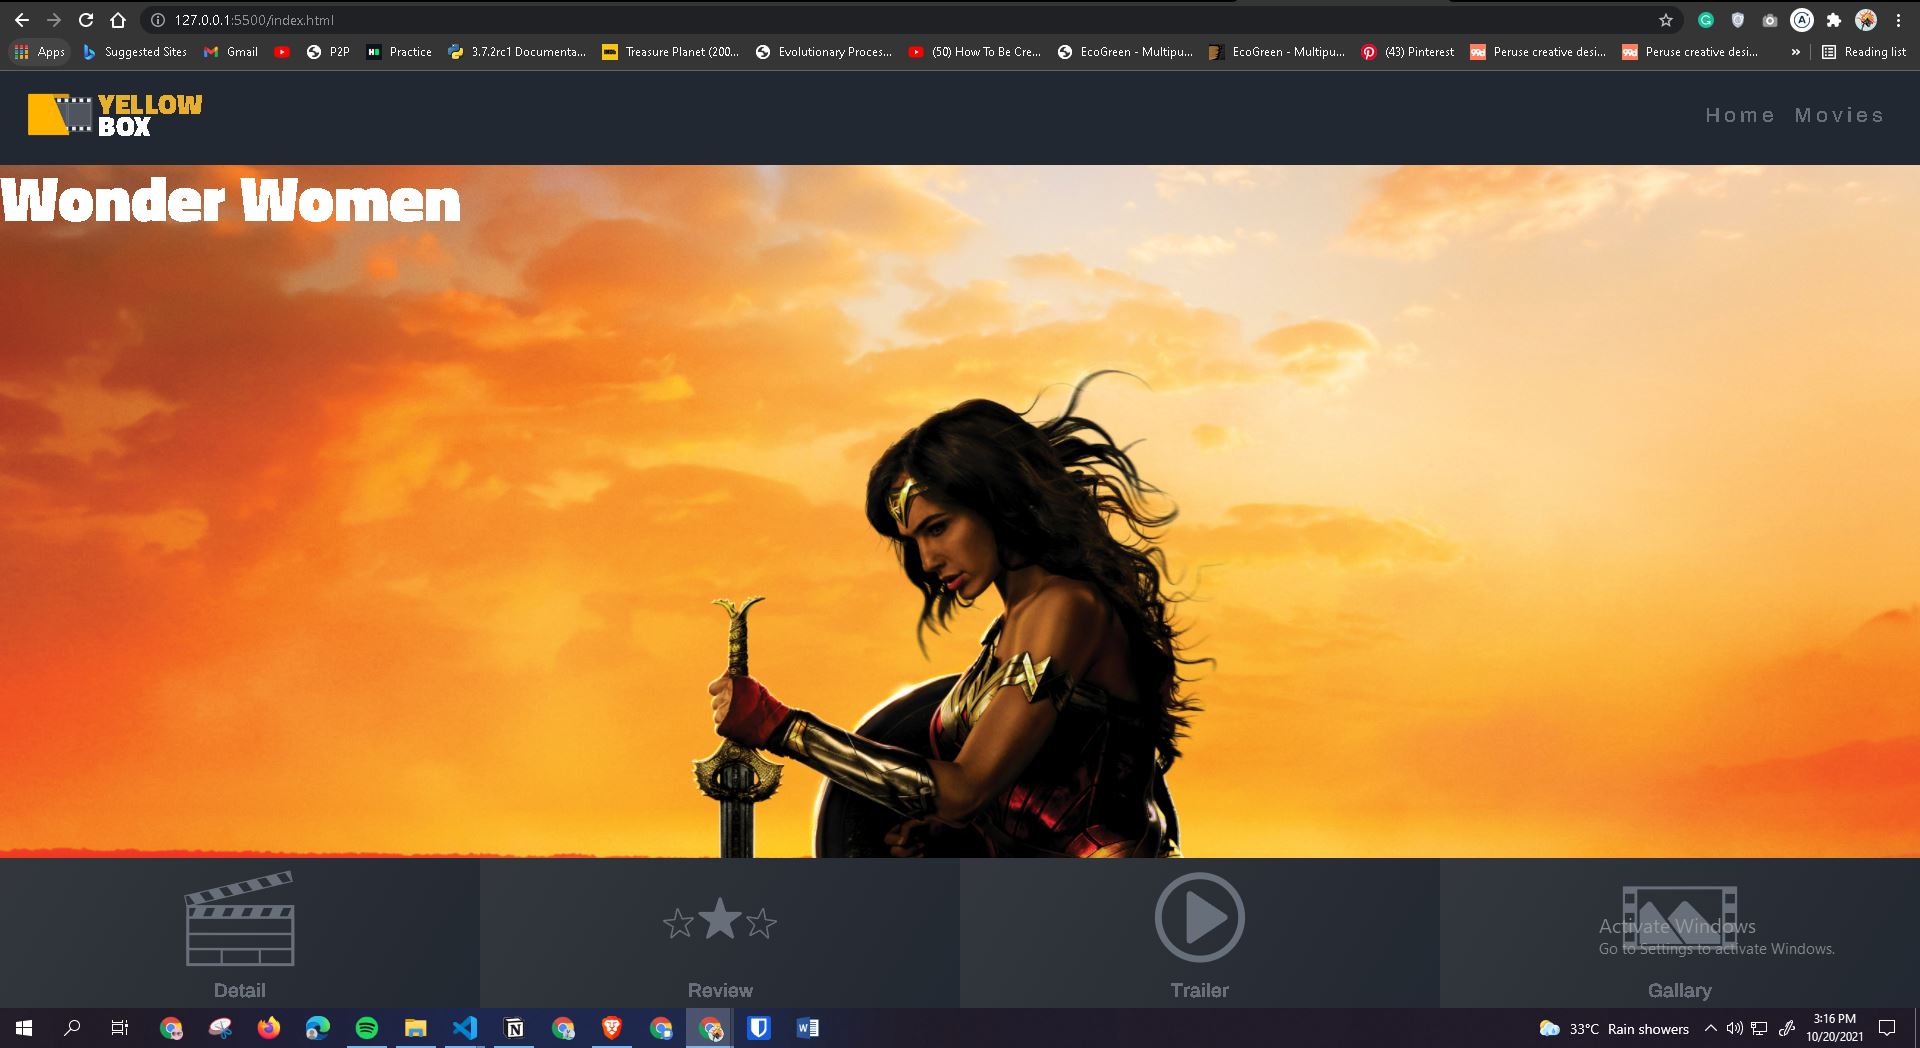 127.0.0.1:5500/index.html
Apps Suggested Sites Gmail P2P Practice 3.7.2rc1 Documenta... Treasure Planet (200... Evolutionary Proces... (50) How To Be Cre... EcoGreen - Multipu... EcoGreen - Multipu... (43) Pinterest Peruse creative desi... Peruse creative desi... » Reading list
YELLOW
BOX
Home Movies
Wonder Women
Activate Windows
Go to Settings to activate Windows.
Detail Review Trailer Gallary
33°C Rain showers
3:16 PM
10/20/2021